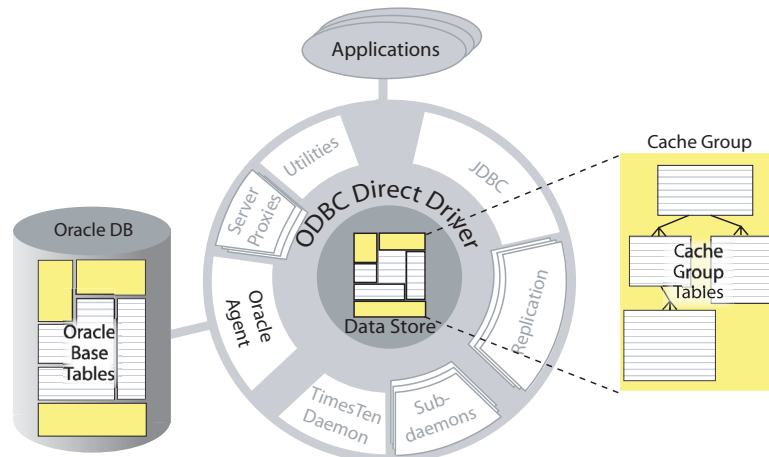 Applications
Cache Group
Utilities
JDBC
Server
Proxies
ODBC Direct Driver
Oracle DB
Oracle
Base
Tables
Oracle
Agent
Data Store
Replication
TimesTen
Daemon
Sub-
daemons
Cache
Group
Tables